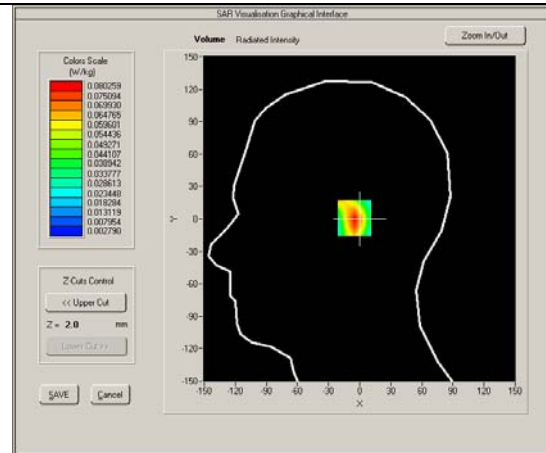 SAR Visualisation Graphical Interface
Volume Radiated Intensity
Zoom In/Out
Colors Scale
(W/kg)
0.080259
0.075094
0.069930
0.064765
0.059601
0.054436
0.049271
0.044107
0.038942
0.033777
0.028613
0.023448
0.018284
0.013119
0.007954
0.002790
150-
120-
90-
60-
30-
0-
-30-
-60-
-90-
-120-
-150-
Y
-150 -120 -90 -60 -30 0 30 60 90 120 150
X
Z Cuts Control
<< Upper Cut
Z = 2.0 mm
Lower Cut >>
SAVE Cancel